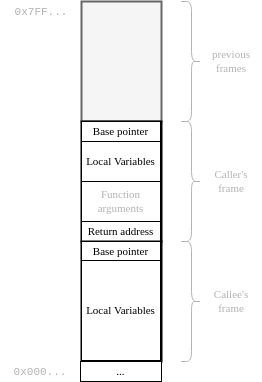 0x7FF...
previous
frames
Base pointer
Local Variables
Caller's
frame
Function
arguments
Return address
Base pointer
Local Variables
Callee's
frame
0x000...
...